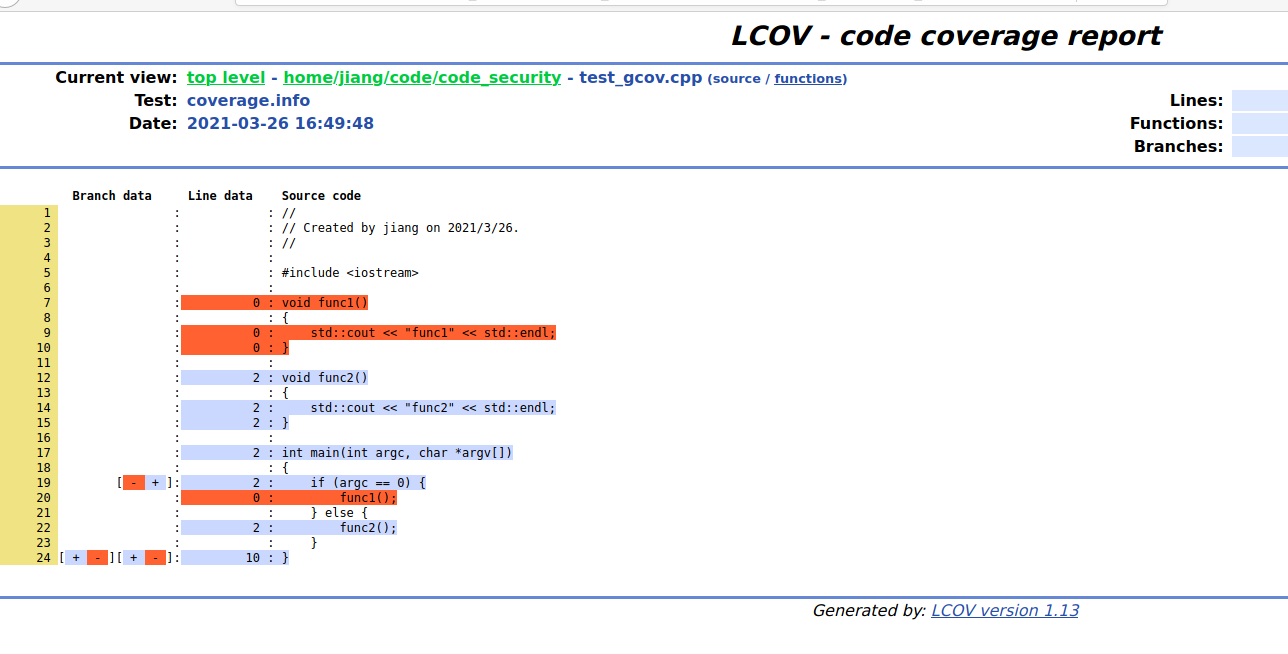 LCOV - code coverage report
Current view: top level - home/jiang/code/code_security - test_gcov.cpp (source / functions)
Test: coverage.info
Lines:
Date: 2021-03-26 16:49:48
Functions:
Branches:
Branch data Line data Source code
1 : : //
2 : : // Created by jiang on 2021/3/26.
3 : : //
4 : :
5 : : #include <iostream>
6 : :
7 : 0 : void func1()
8 : : {
9 : 0 : std::cout << "func1" << std::endl;
10 : 0 : }
11 : :
12 : 2 : void func2()
13 : : {
14 : 2 : std::cout << "func2" << std::endl;
15 : 2 : }
16 : :
17 : 2 : int main(int argc, char *argv[])
18 : : {
19 [ - + ]: 2 : if (argc == 0) {
20 : 0 : func1();
21 : : } else {
22 : 2 : func2();
23 : : }
24 [ + - ][ + - ]: 10 : }
Generated by: LCOV version 1.13